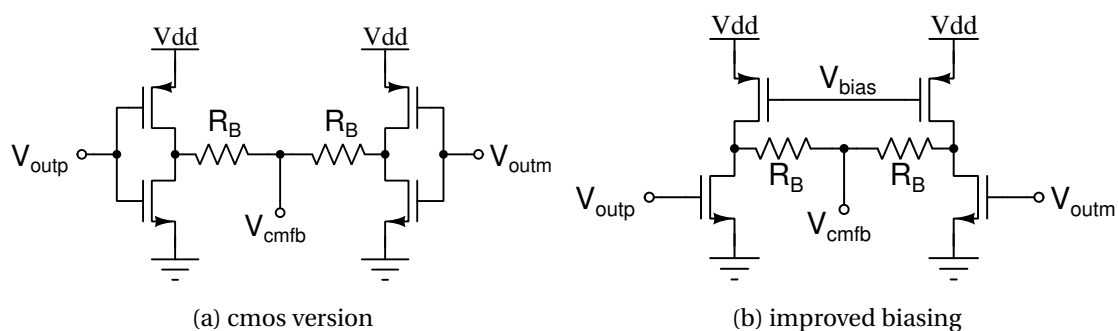 Vdd Vdd Vdd Vdd
V_bias
R_B R_B
V_outp V_outm
R_B R_B
V_outp V_outm
V_cmfb V_cmfb
(a) cmos version (b) improved biasing